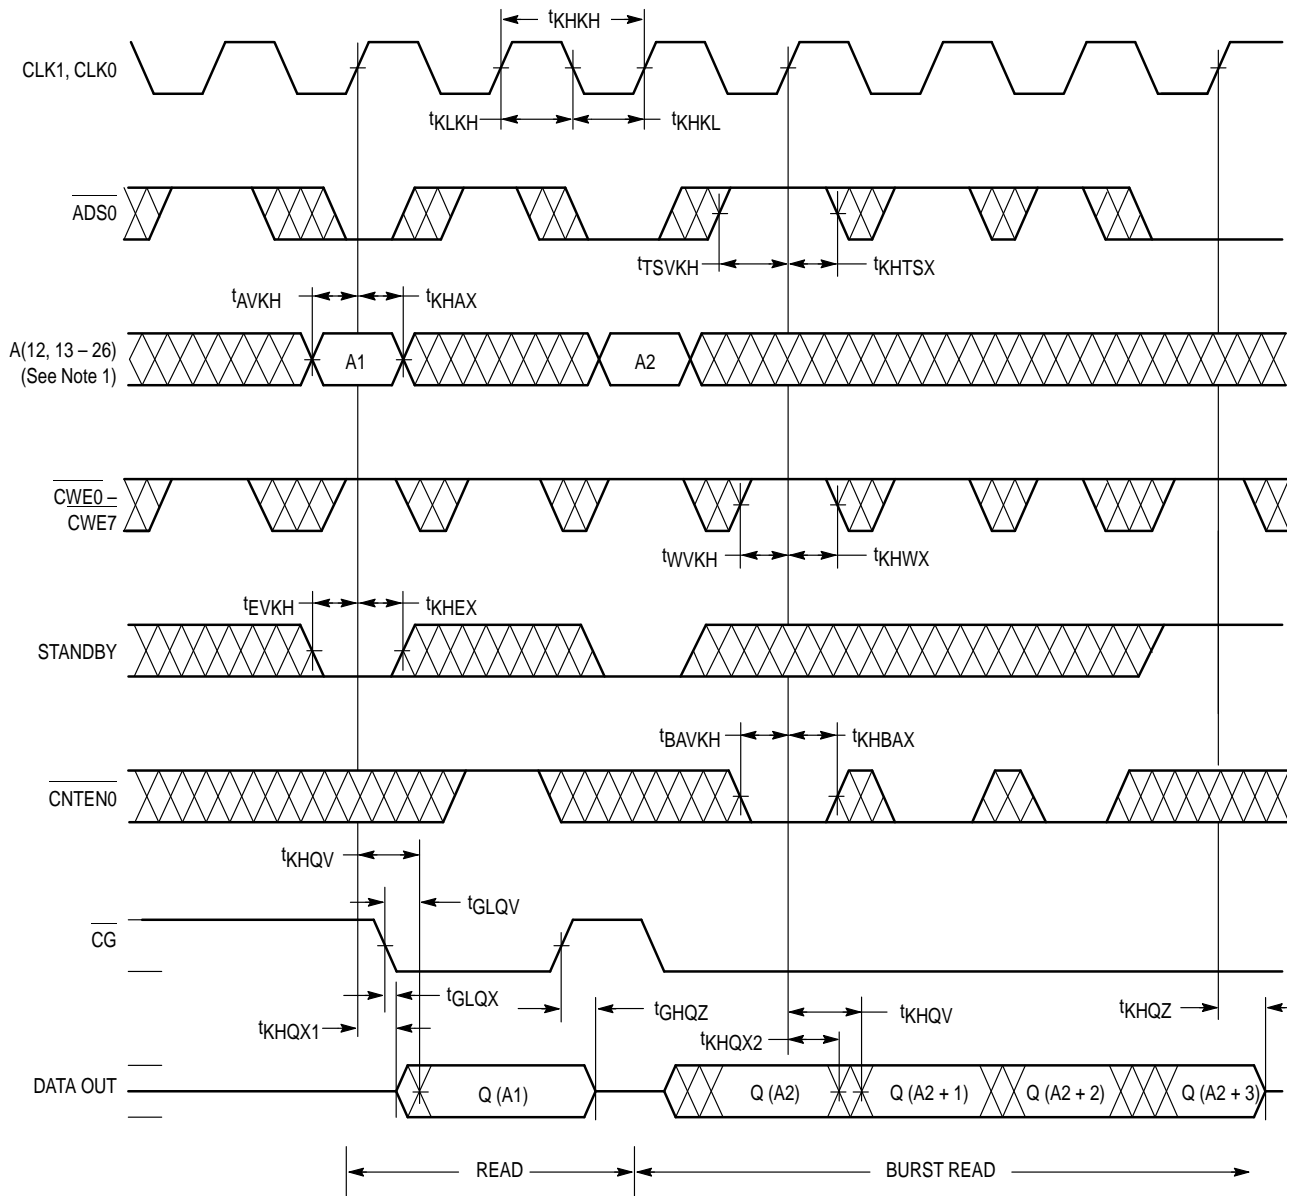 tKHKH
CLK1, CLK0
tKLKH
tKHKL
ADS0
tTSVKH
tKHTSX
tAVKH
tKHAX
A(12, 13 – 26)
(See Note 1)
A1
A2
CWE0 –
CWE7
tWVKH
tKHWX
tEVKH
tKHEX
STANDBY
tBAVKH
tKHBAX
CNTEN0
tKHQV
tGLQV
CG
tGLQX
tGHQZ
tKHQV
tKHQZ
tKHQX1
tKHQX2
DATA OUT
Q (A1)
Q (A2)
Q (A2 + 1)
Q (A2 + 2)
Q (A2 + 3)
READ
BURST READ